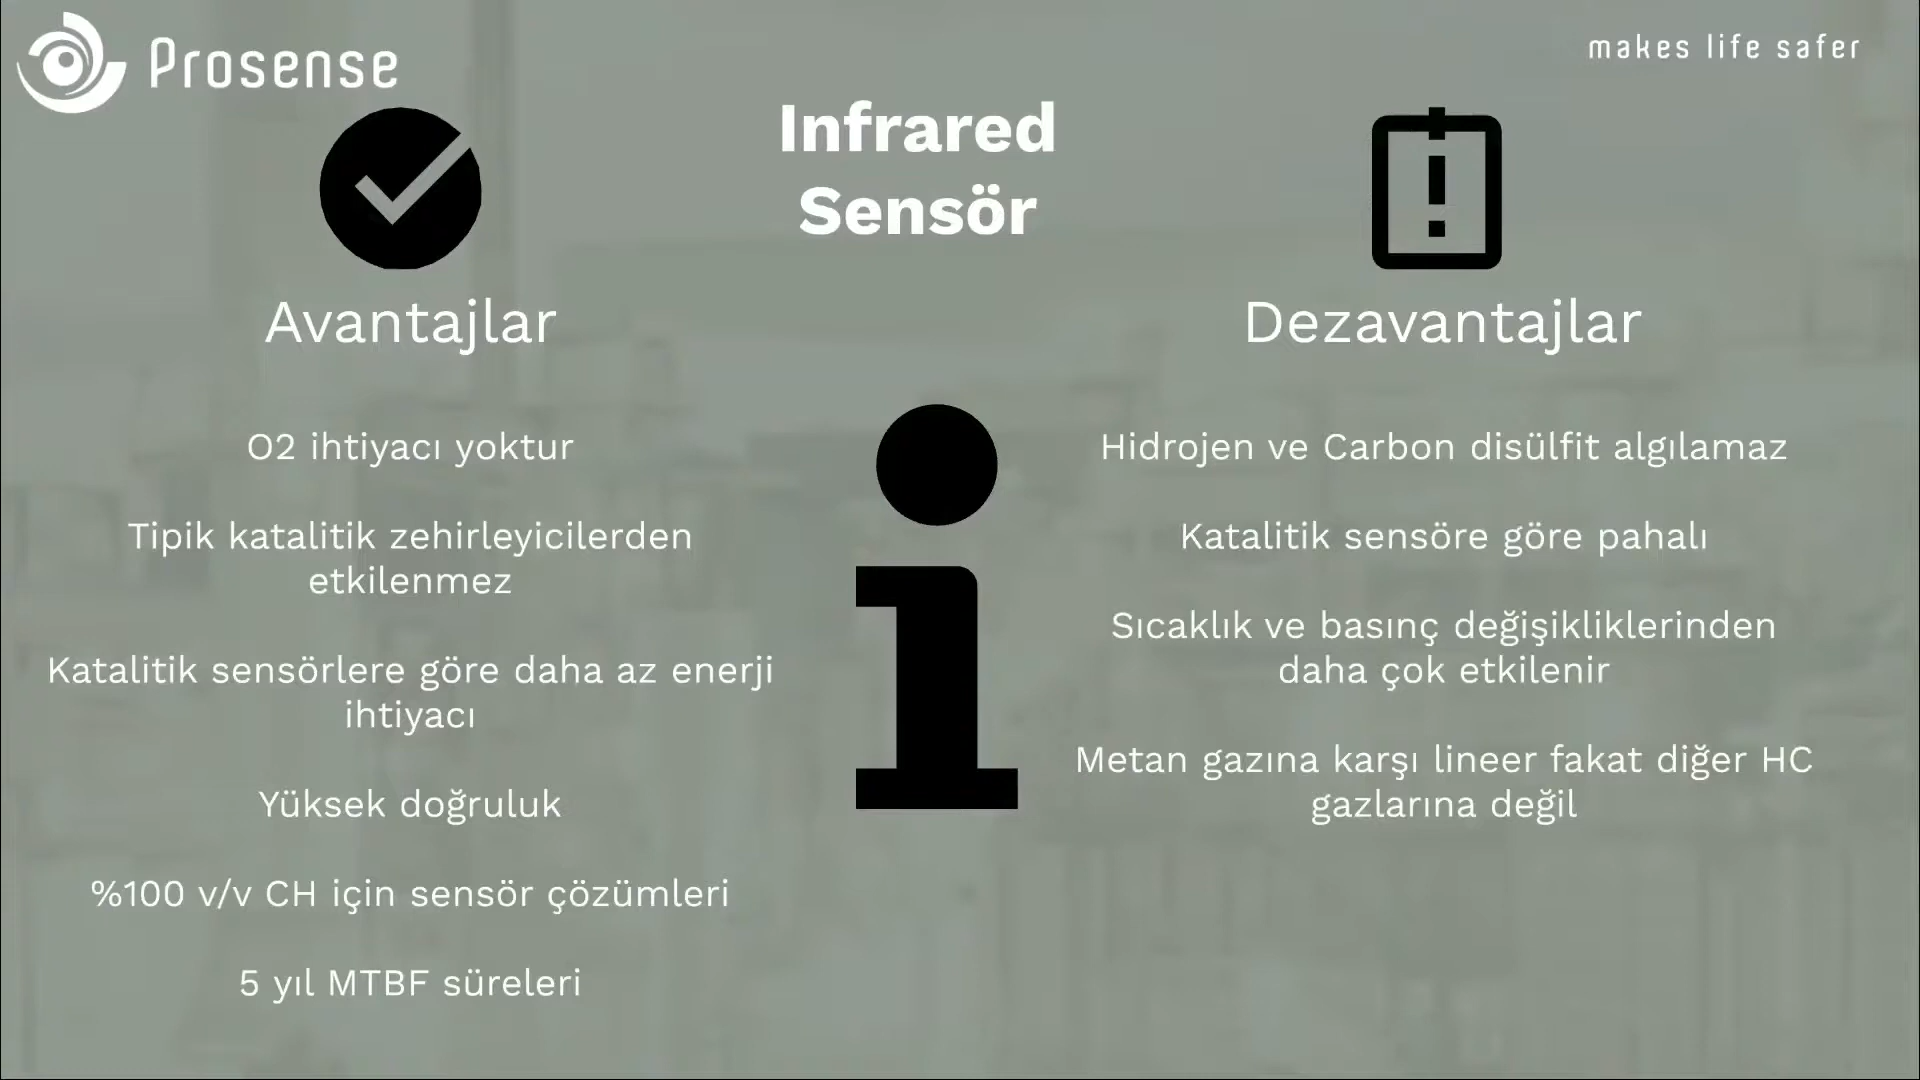 Prosense
makes life safer
Infrared
Sensör
Avantajlar
O2 ihtiyacı yoktur
Tipik katalitik zehirleyicilerden
etkilenmez
Katalitik sensörlere göre daha az enerji
ihtiyacı
Yüksek doğruluk
%100 v/v CH için sensör çözümleri
5 yıl MTBF süreleri
Dezavantajlar
Hidrojen ve Carbon disülfit algılamaz
Katalitik sensöre göre pahalı
Sıcaklık ve basınç değişikliklerinden
daha çok etkilenir
Metan gazına karşı lineer fakat diğer HC
gazlarına değil